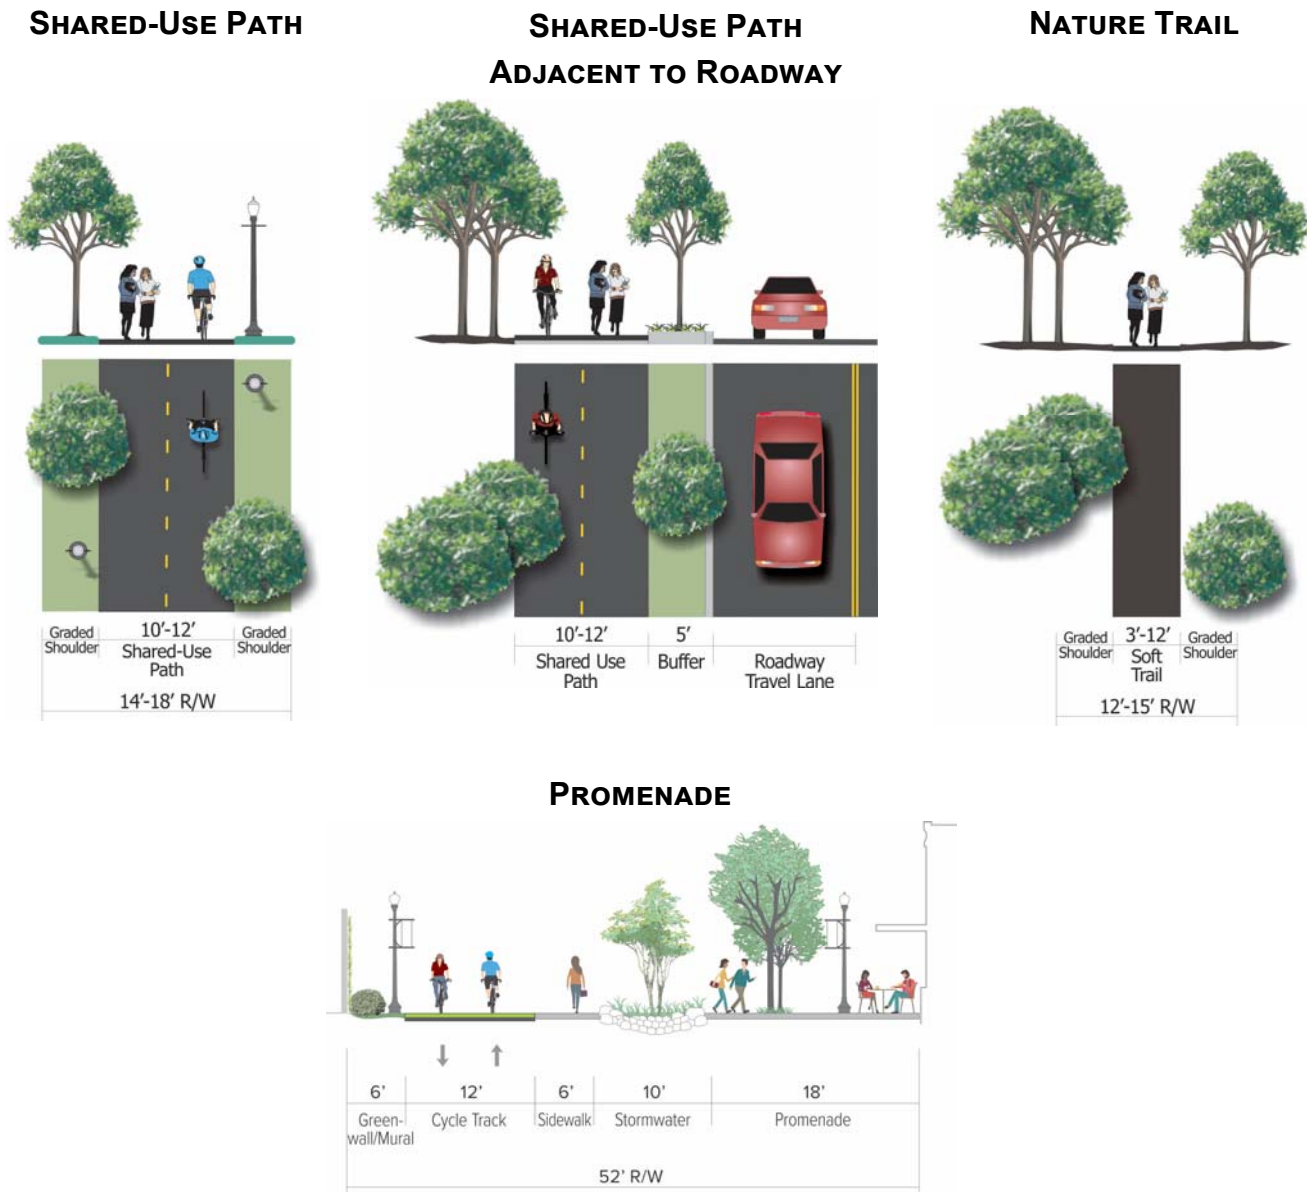 SHARED-USE PATH
Graded Shoulder
10'-12'
Shared-Use Path
Graded Shoulder
14'-18' R/W
SHARED-USE PATH
ADJACENT TO ROADWAY
10'-12'
Shared Use Path
5'
Buffer
Roadway Travel Lane
NATURE TRAIL
Graded Shoulder
3'-12'
Soft Trail
Graded Shoulder
12'-15' R/W
PROMENADE
6'
12'
6'
10'
18'
Green-wall/Mural
Cycle Track
Sidewalk
Stormwater
Promenade
52' R/W